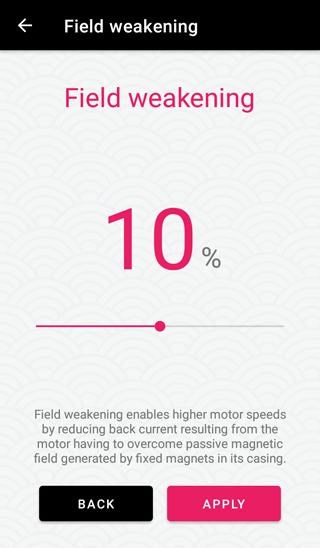 Field weakening
Field weakening
10 %
Field weakening enables higher motor speeds
by reducing back current resulting from the
motor having to overcome passive magnetic
field generated by fixed magnets in its casing.
BACK
APPLY